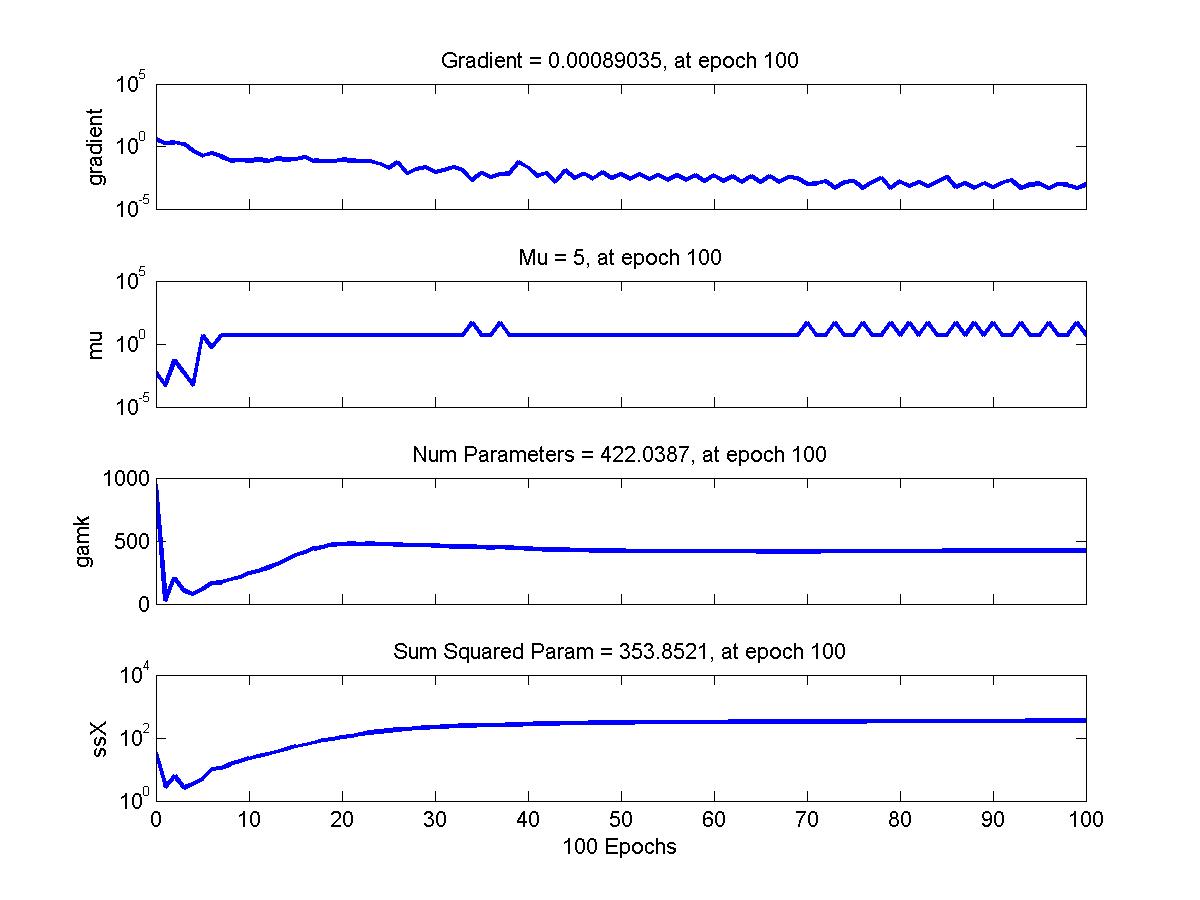 Gradient = 0.00089035, at epoch 100
10^5
10^0
10^-5
gradient
Mu = 5, at epoch 100
10^5
10^0
10^-5
mu
Num Parameters = 422.0387, at epoch 100
1000
500
0
gamk
Sum Squared Param = 353.8521, at epoch 100
10^4
10^2
10^0
ssX
0 10 20 30 40 50 60 70 80 90 100
100 Epochs